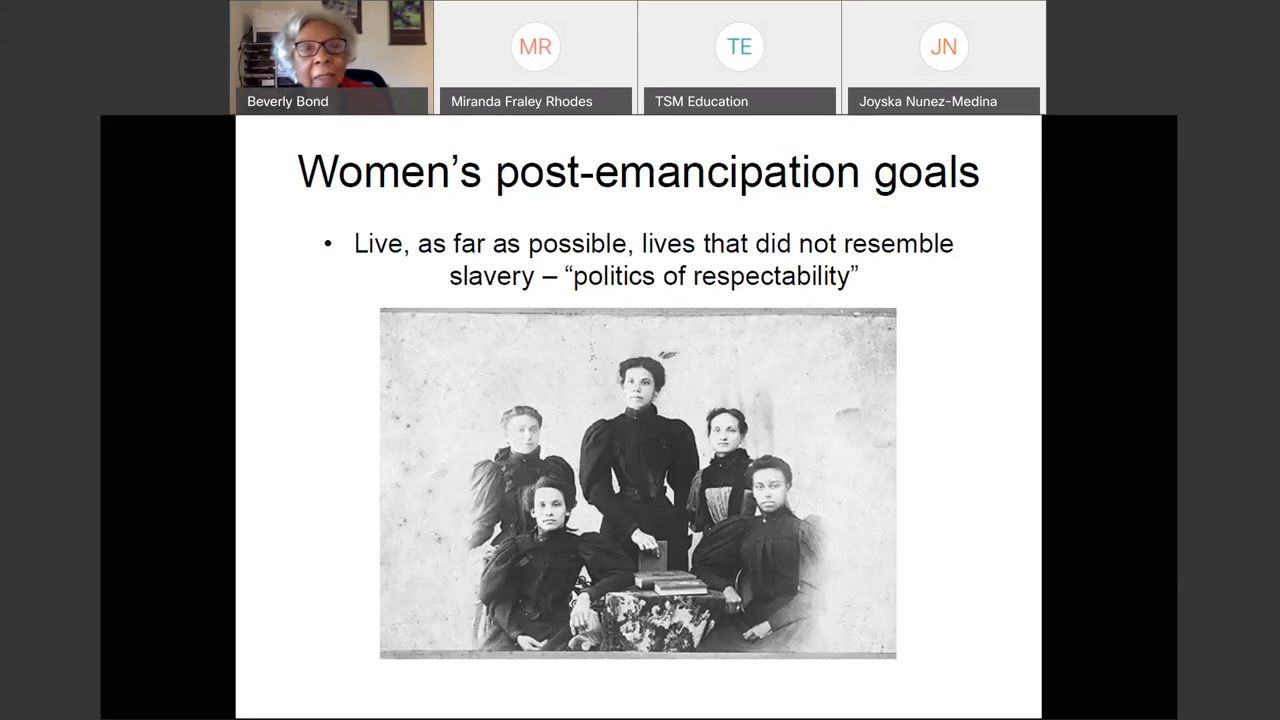 MR
TE
JN
Beverly Bond
Miranda Fraley Rhodes
TSM Education
Joyska Nunez-Medina
Women’s post-emancipation goals
• Live, as far as possible, lives that did not resemble
slavery – “politics of respectability”